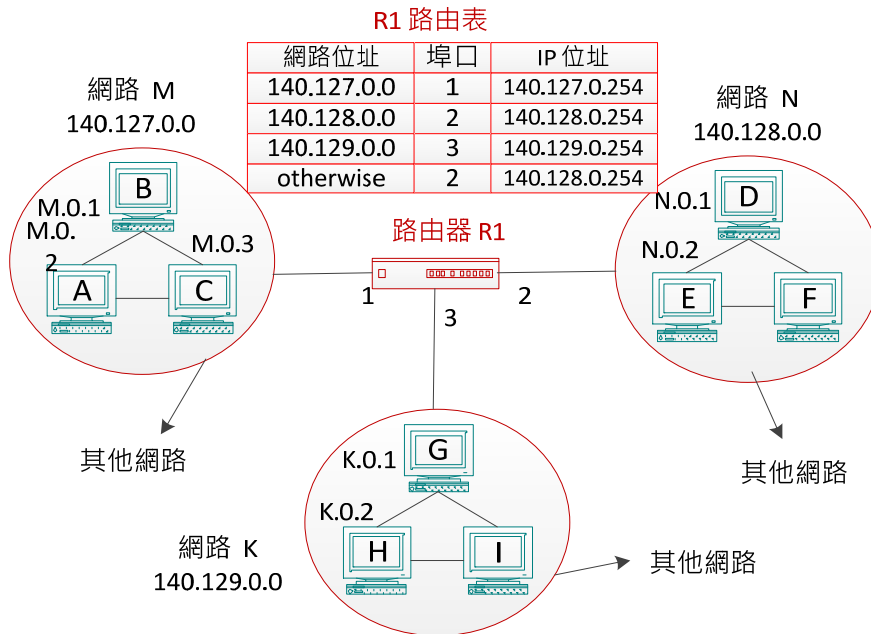 R1 路由表
網路位址 埠口 IP 位址
140.127.0.0 1 140.127.0.254
140.128.0.0 2 140.128.0.254
140.129.0.0 3 140.129.0.254
otherwise 2 140.128.0.254
網路 M
140.127.0.0
網路 N
140.128.0.0
B
M.0.1
M.0.
2
M.0.3
A
C
路由器 R1
1
2
3
D
N.0.1
N.0.2
E
F
其他網路
其他網路
G
K.0.1
K.0.2
H
I
網路 K
140.129.0.0
其他網路